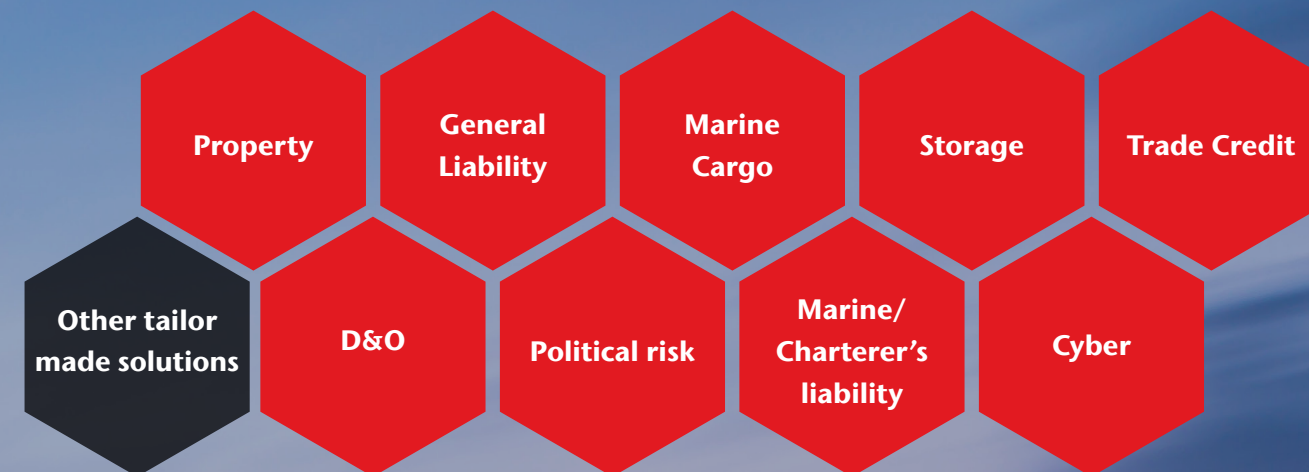 Property
General
Liability
Marine
Cargo
Storage
Trade Credit
Other tailor
made solutions
D&O
Political risk
Marine/
Charterer’s
liability
Cyber